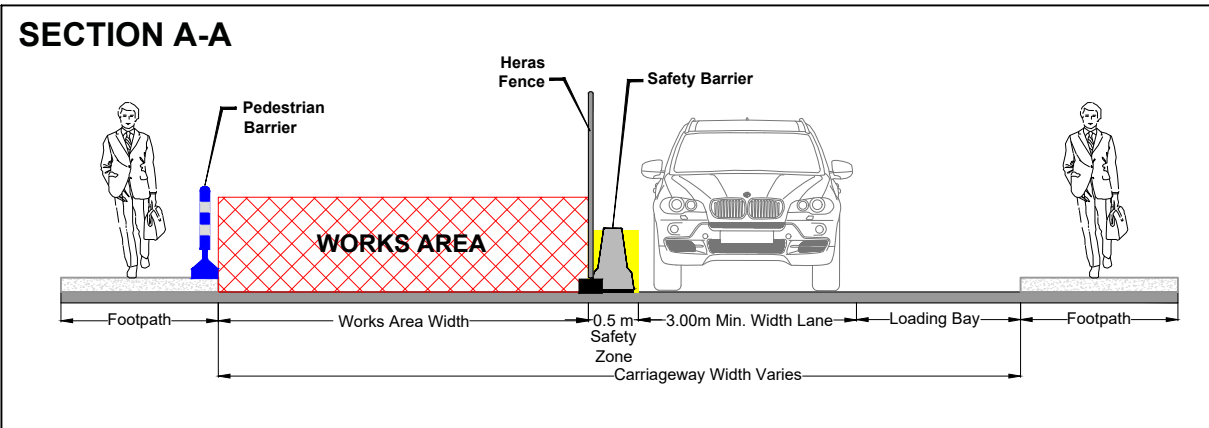 SECTION A-A
Heras
Fence
Safety Barrier
Pedestrian
Barrier
WORKS AREA
Footpath
Works Area Width
0.5 m
Safety
Zone
3.00m Min. Width Lane
Loading Bay
Footpath
Carriageway Width Varies